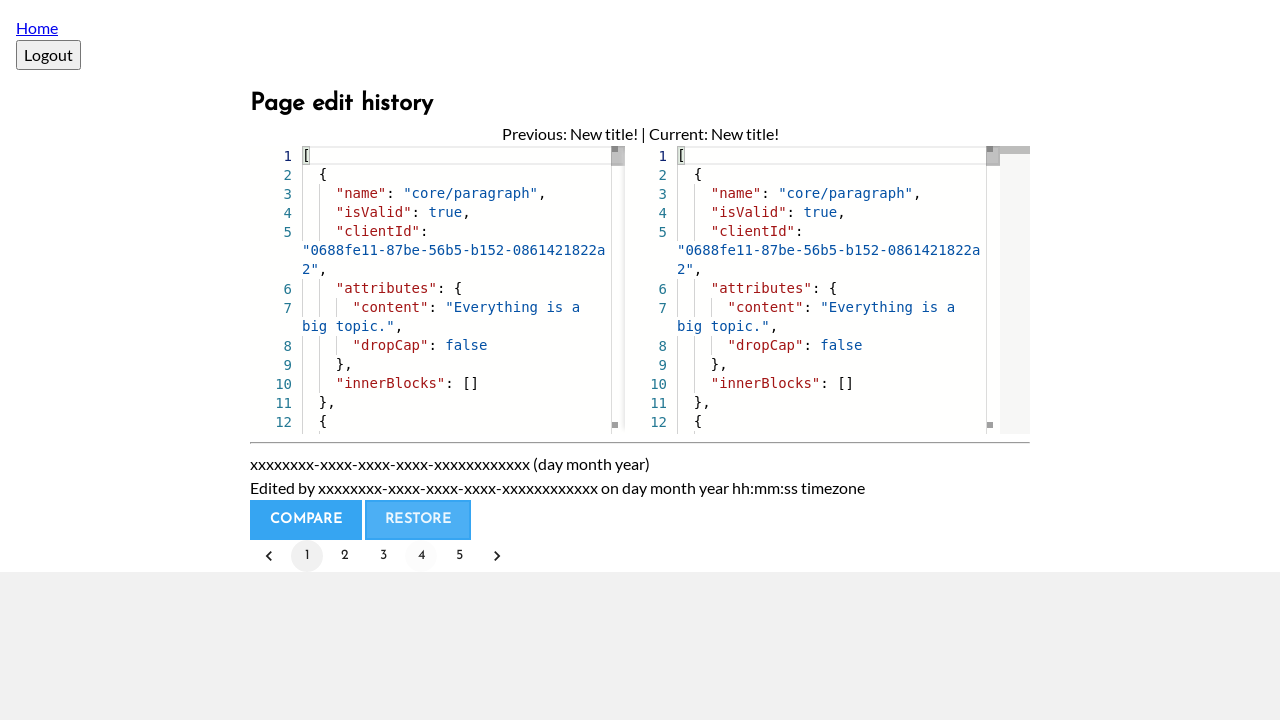 Home
Logout
Page edit history
Previous: New title! | Current: New title!
1 [
2 {
3 "name": "core/paragraph",
4 "isValid": true,
5 "clientId":
"0688fe11-87be-56b5-b152-0861421822a
2",
6 "attributes": {
7 "content": "Everything is a
big topic.",
8 "dropCap": false
9 },
10 "innerBlocks": []
11 },
12 {
1 [
2 {
3 "name": "core/paragraph",
4 "isValid": true,
5 "clientId":
"0688fe11-87be-56b5-b152-0861421822a
2",
6 "attributes": {
7 "content": "Everything is a
big topic.",
8 "dropCap": false
9 },
10 "innerBlocks": []
11 },
12 {
xxxxxxxx-xxxx-xxxx-xxxx-xxxxxxxxxxxx (day month year)
Edited by xxxxxxxx-xxxx-xxxx-xxxx-xxxxxxxxxxxx on day month year hh:mm:ss timezone
COMPARE RESTORE
1 2 3 4 5